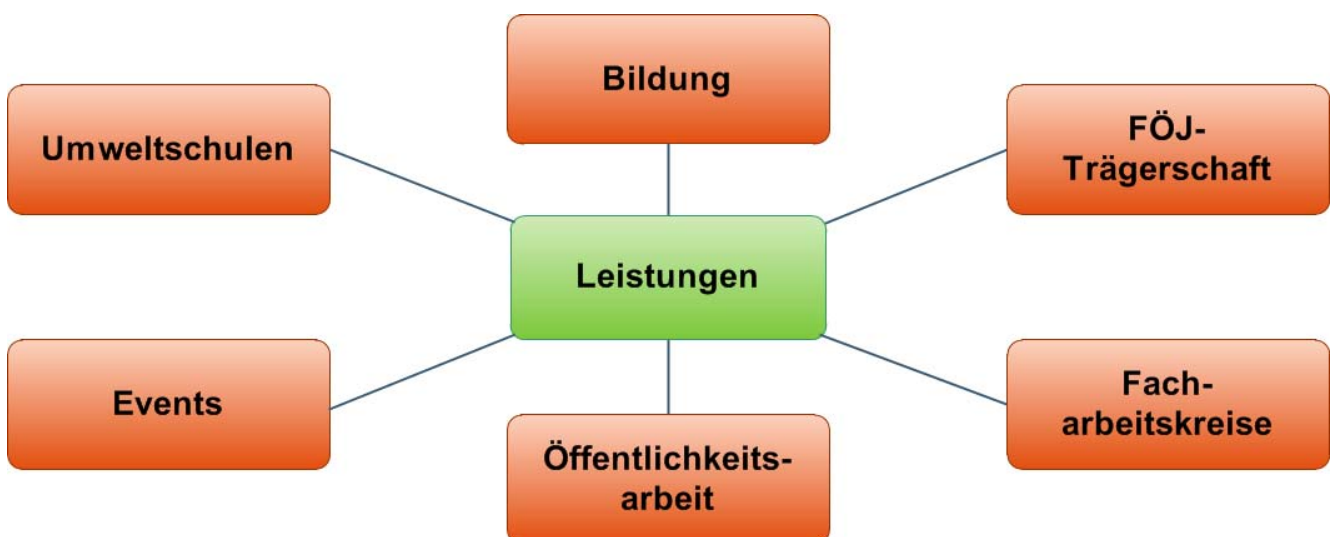 Bildung
Umweltschulen
FÖJ-
Trägerschaft
Leistungen
Events
Fach-
arbeitskreise
Öffentlichkeits-
arbeit